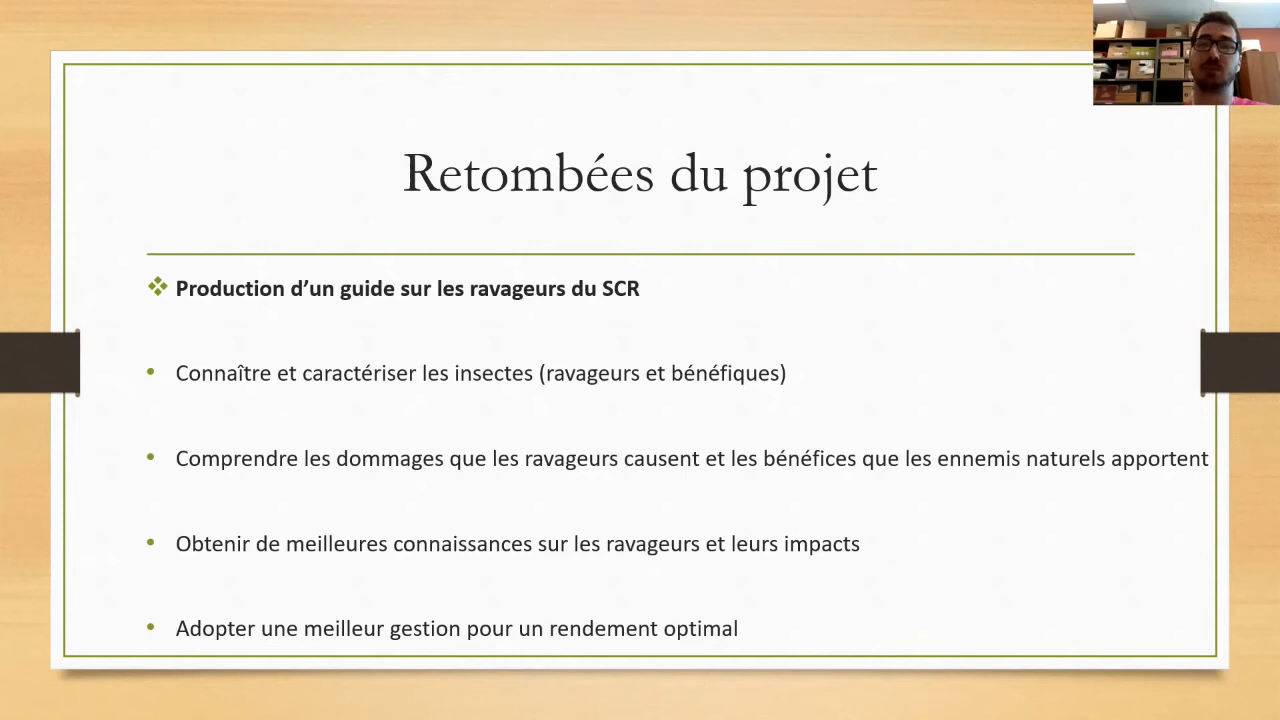 Retombées du projet
Production d’un guide sur les ravageurs du SCR
Connaître et caractériser les insectes (ravageurs et bénéfiques)
Comprendre les dommages que les ravageurs causent et les bénéfices que les ennemis naturels apportent
Obtenir de meilleures connaissances sur les ravageurs et leurs impacts
Adopter une meilleur gestion pour un rendement optimal